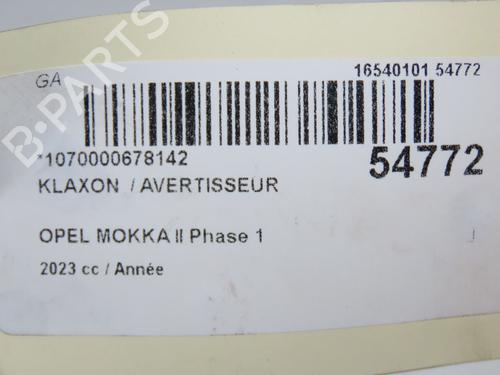 GA
16540101 54772
*1070000678142
54772
KLAXON / AVERTISSEUR
OPEL MOKKA II Phase 1
2023 cc / Année
B-PARTS